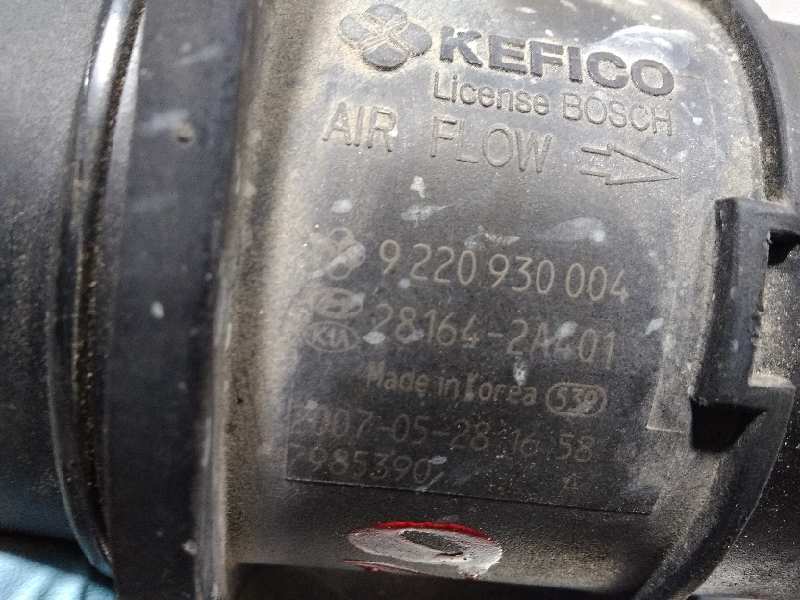 KEFICO
License BOSCH
AIR FLOW
9 220 930 004
28164-2A401
KIA
Made in Korea 539
2007-05-28 16 58
7985390
A